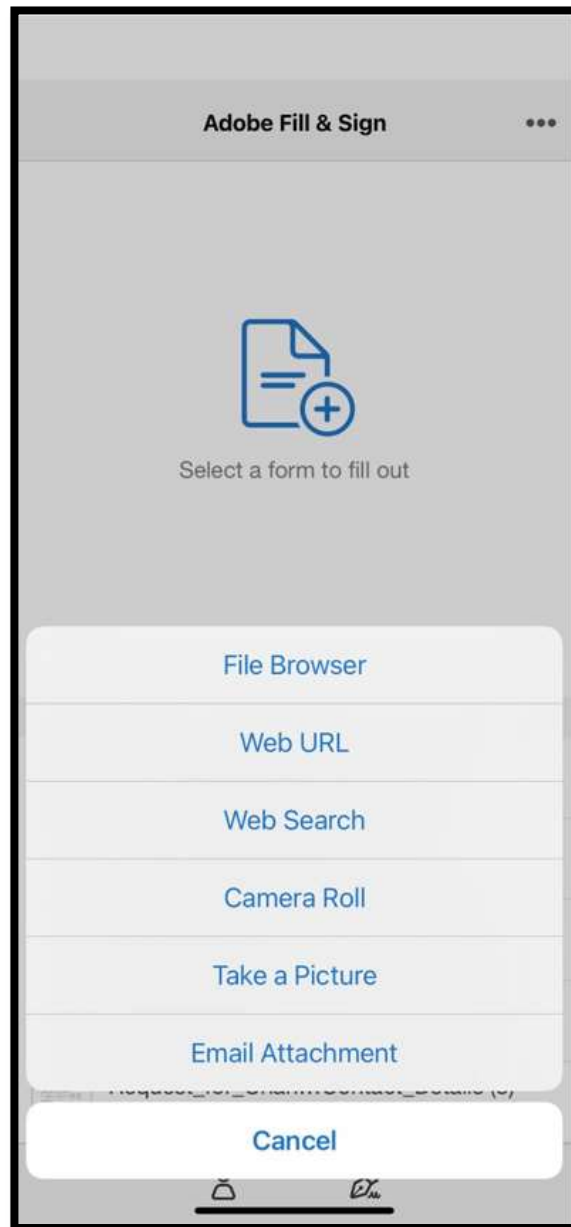 Adobe Fill & Sign
Select a form to fill out
File Browser
Web URL
Web Search
Camera Roll
Take a Picture
Email Attachment
Cancel